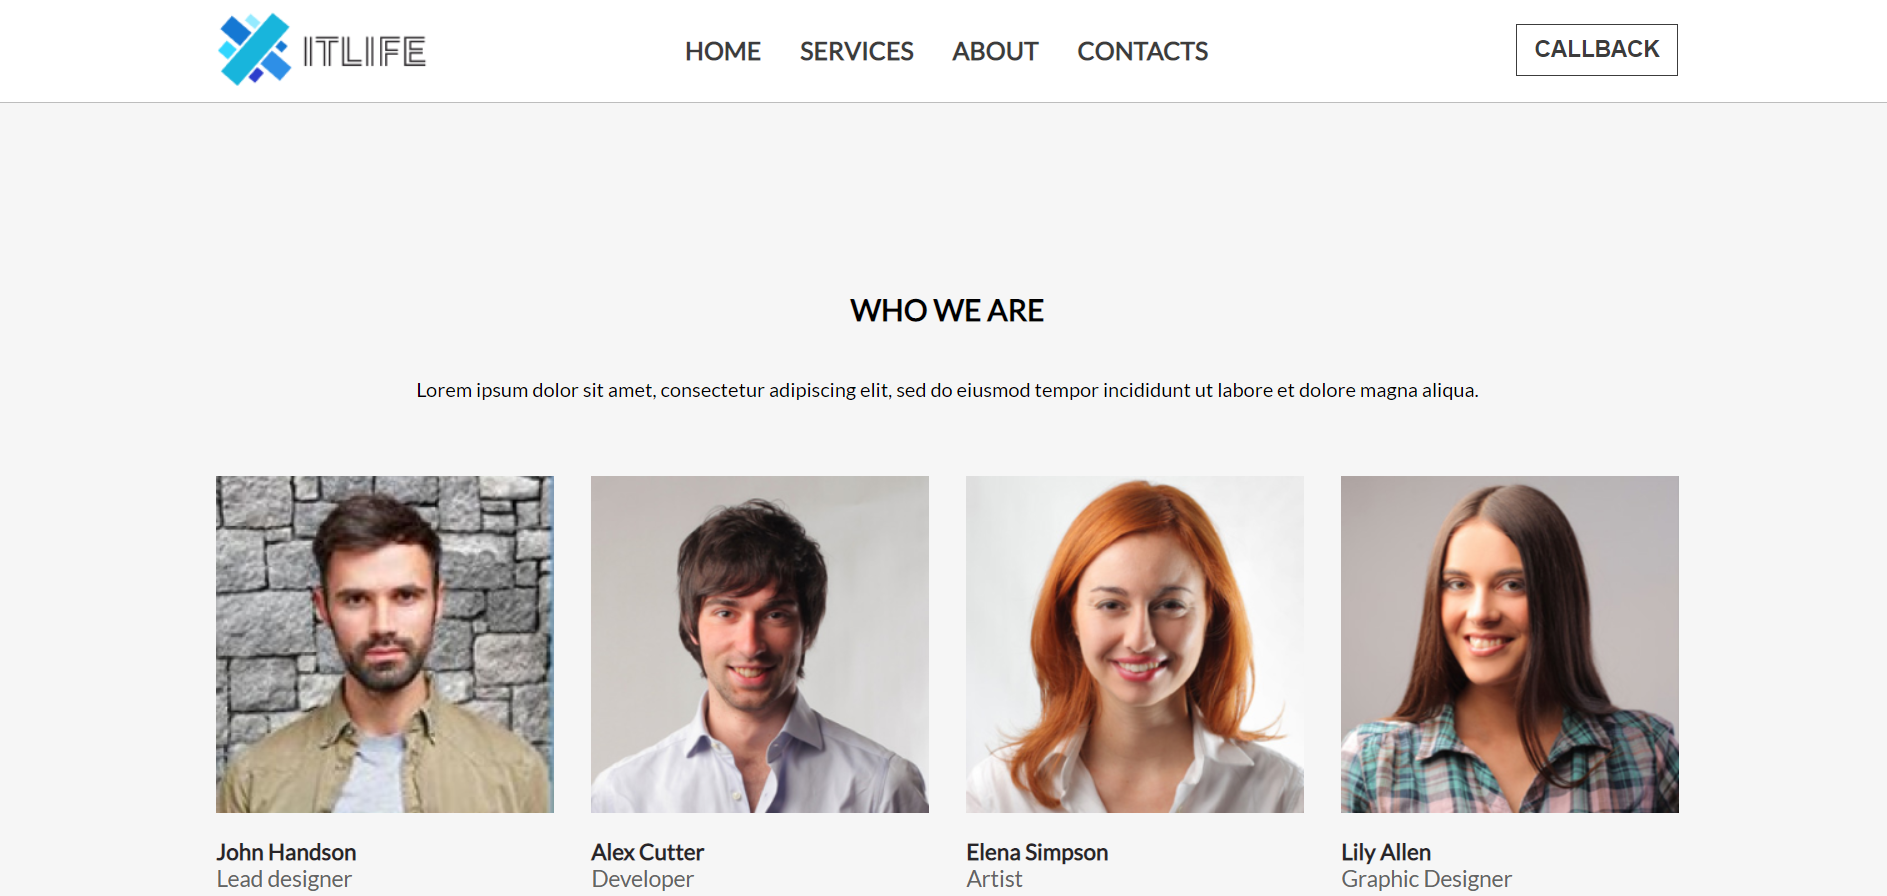 ITLIFE
HOME SERVICES ABOUT CONTACTS
CALLBACK
WHO WE ARE
Lorem ipsum dolor sit amet, consectetur adipiscing elit, sed do eiusmod tempor incididunt ut labore et dolore magna aliqua.
John Handson
Lead designer
Alex Cutter
Developer
Elena Simpson
Artist
Lily Allen
Graphic Designer